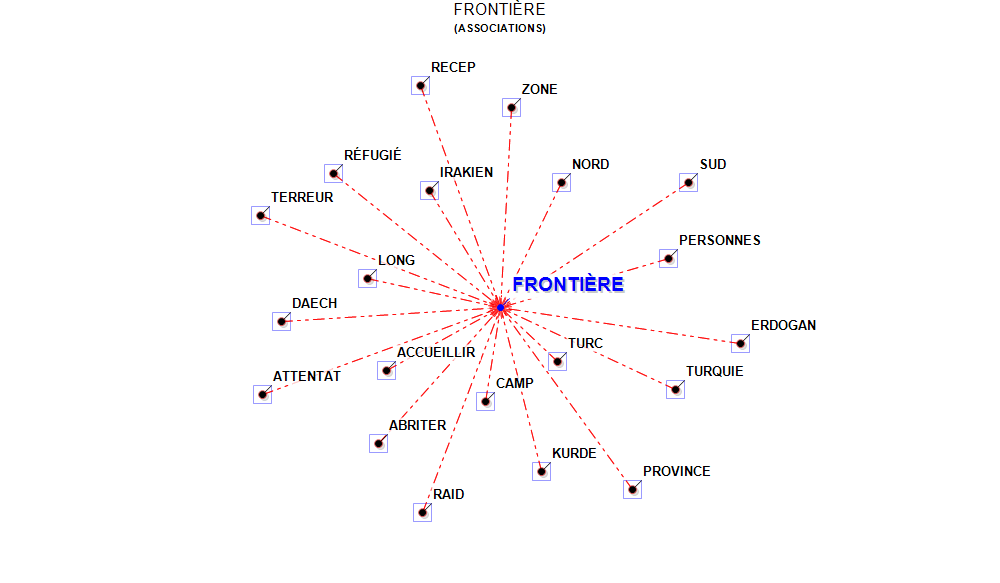 FRONTIÈRE
(ASSOCIATIONS)
RECEP
ZONE
RÉFUGIÉ
IRAKIEN
NORD
SUD
TERREUR
PERSONNES
LONG
FRONTIÈRE
DAECH
ERDOGAN
ACCUEILLIR
TURC
ATTENTAT
CAMP
TURQUIE
ABRITER
KURDE
PROVINCE
RAID